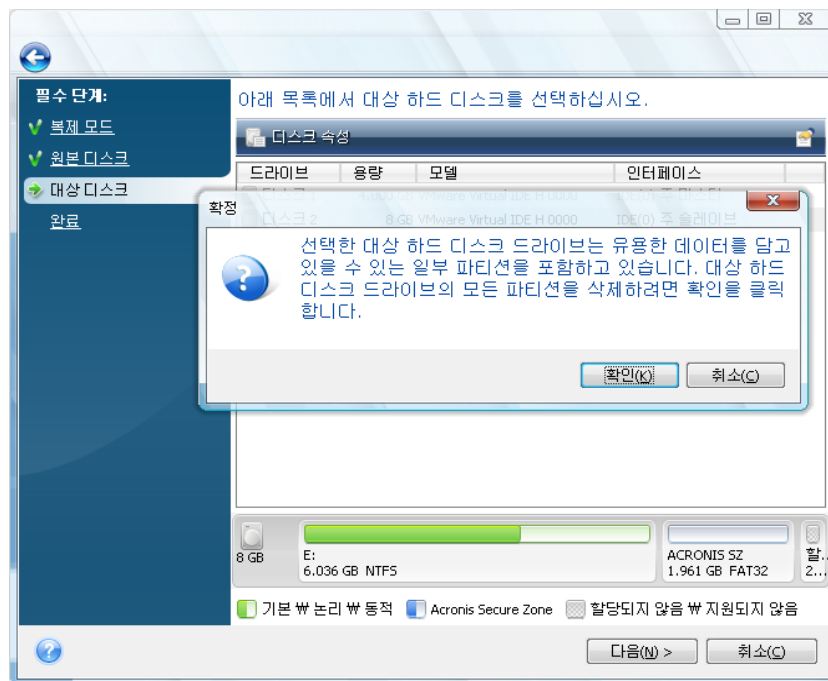 필수 단계:
복제 모드
원본 디스크
대상 디스크
완료
아래 목록에서 대상 하드 디스크를 선택하십시오.
디스크 속성
드라이브 용량 모델 인터페이스
디스크 1 VMware Virtual IDE H 0000
디스크 2 8 GB VMware Virtual IDE H 0000 IDE(0) 주 슬레이브
확정
선택한 대상 하드 디스크 드라이브는 유용한 데이터를 담고
있을 수 있는 일부 파티션을 포함하고 있습니다. 대상 하드
디스크 드라이브의 모든 파티션을 삭제하려면 확인을 클릭
합니다.
확인(K) 취소(C)
8 GB
E:
6.036 GB NTFS
ACRONIS SZ
1.961 GB FAT32
할...
2...
기본 ₩ 논리 ₩ 동적 Acronis Secure Zone 할당되지 않음 ₩ 지원되지 않음
다음(N) > 취소(C)